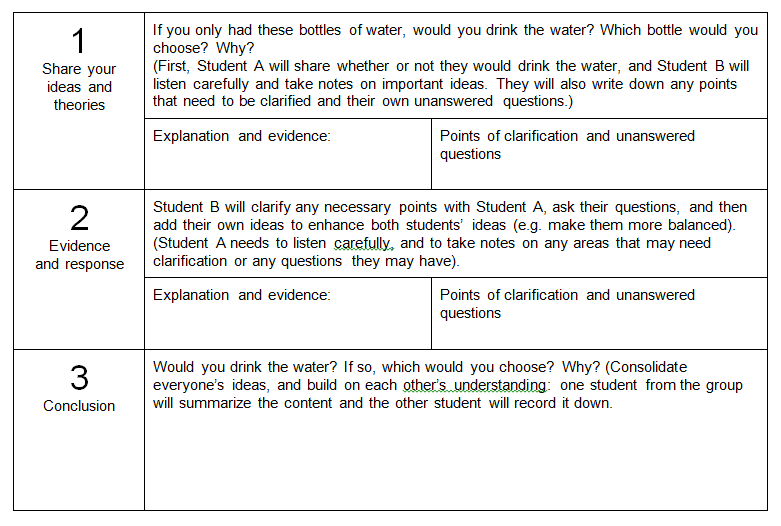 1
Share your
ideas and
theories
If you only had these bottles of water, would you drink the water? Which bottle would you
choose? Why?
(First, Student A will share whether or not they would drink the water, and Student B will
listen carefully and take notes on important ideas. They will also write down any points
that need to be clarified and their own unanswered questions.)
Explanation and evidence:
Points of clarification and unanswered
questions
2
Evidence
and response
Student B will clarify any necessary points with Student A, ask their questions, and then
add their own ideas to enhance both students’ ideas (e.g. make them more balanced).
(Student A needs to listen carefully, and to take notes on any areas that may need
clarification or any questions they may have).
Explanation and evidence:
Points of clarification and unanswered
questions
3
Conclusion
Would you drink the water? If so, which would you choose? Why? (Consolidate
everyone’s ideas, and build on each other’s understanding: one student from the group
will summarize the content and the other student will record it down.